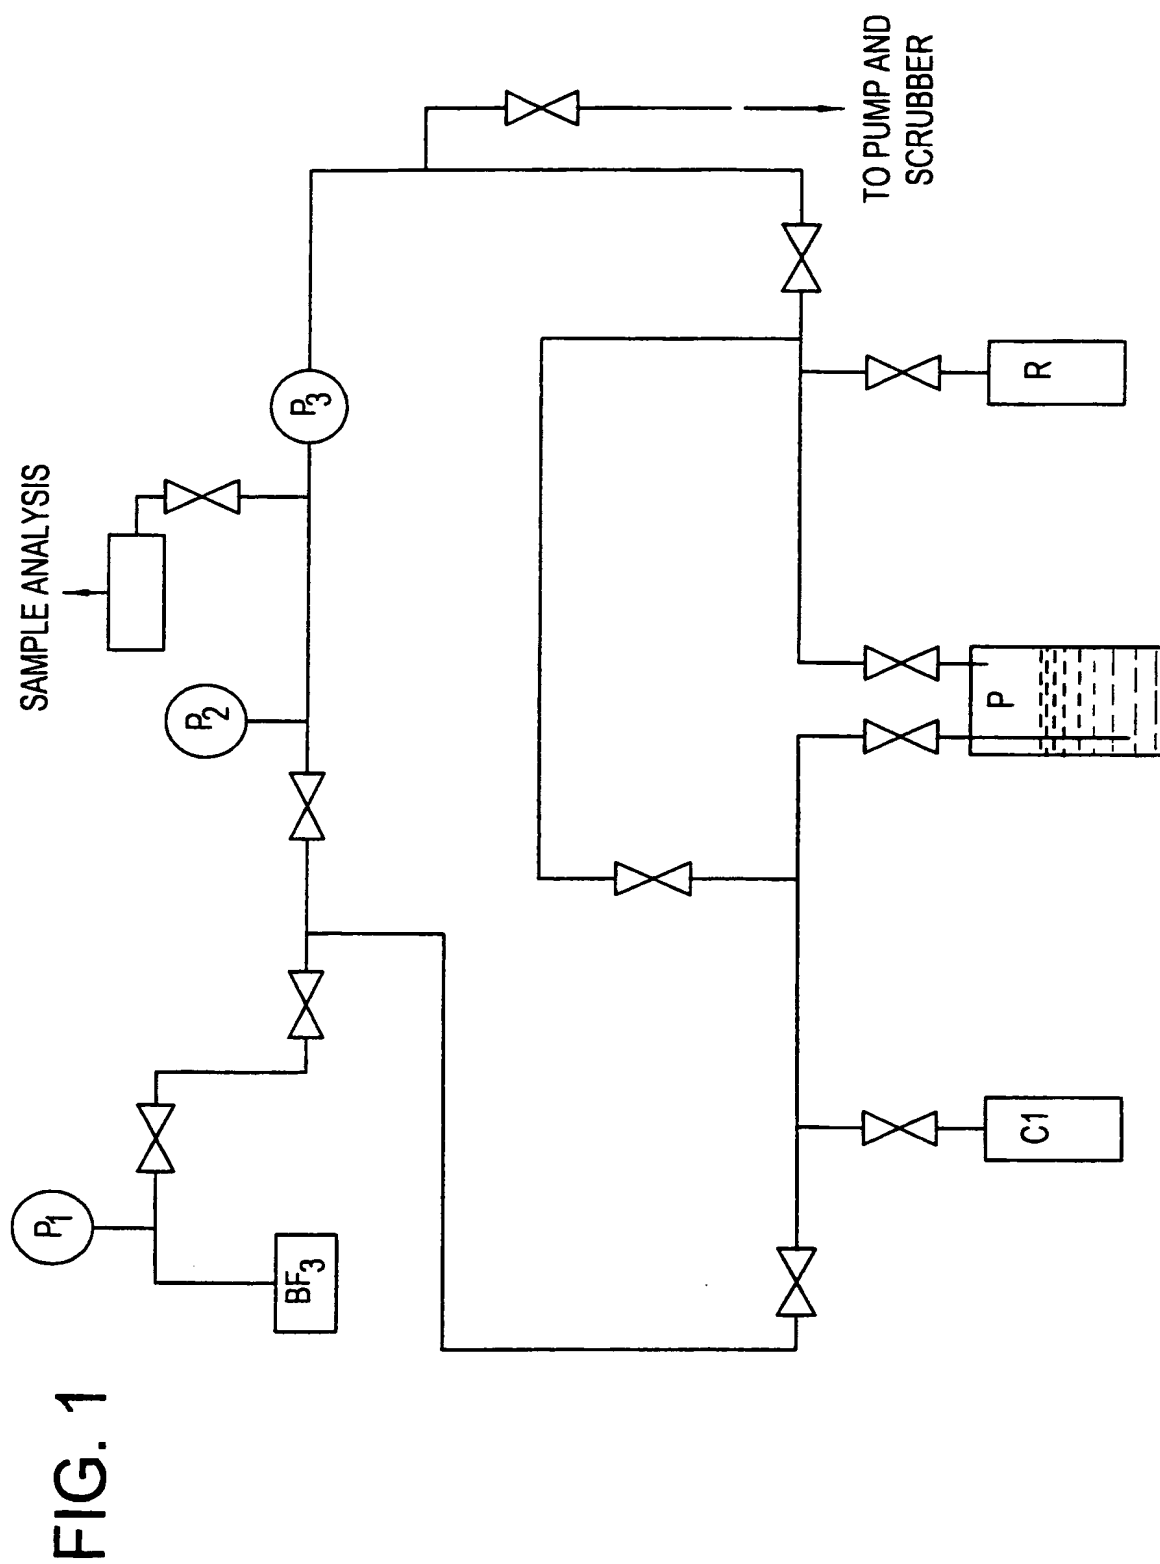 FIG. 1
P1
BF3
P2
SAMPLE ANALYSIS
P3
TO PUMP AND
SCRUBBER
C1
P
R